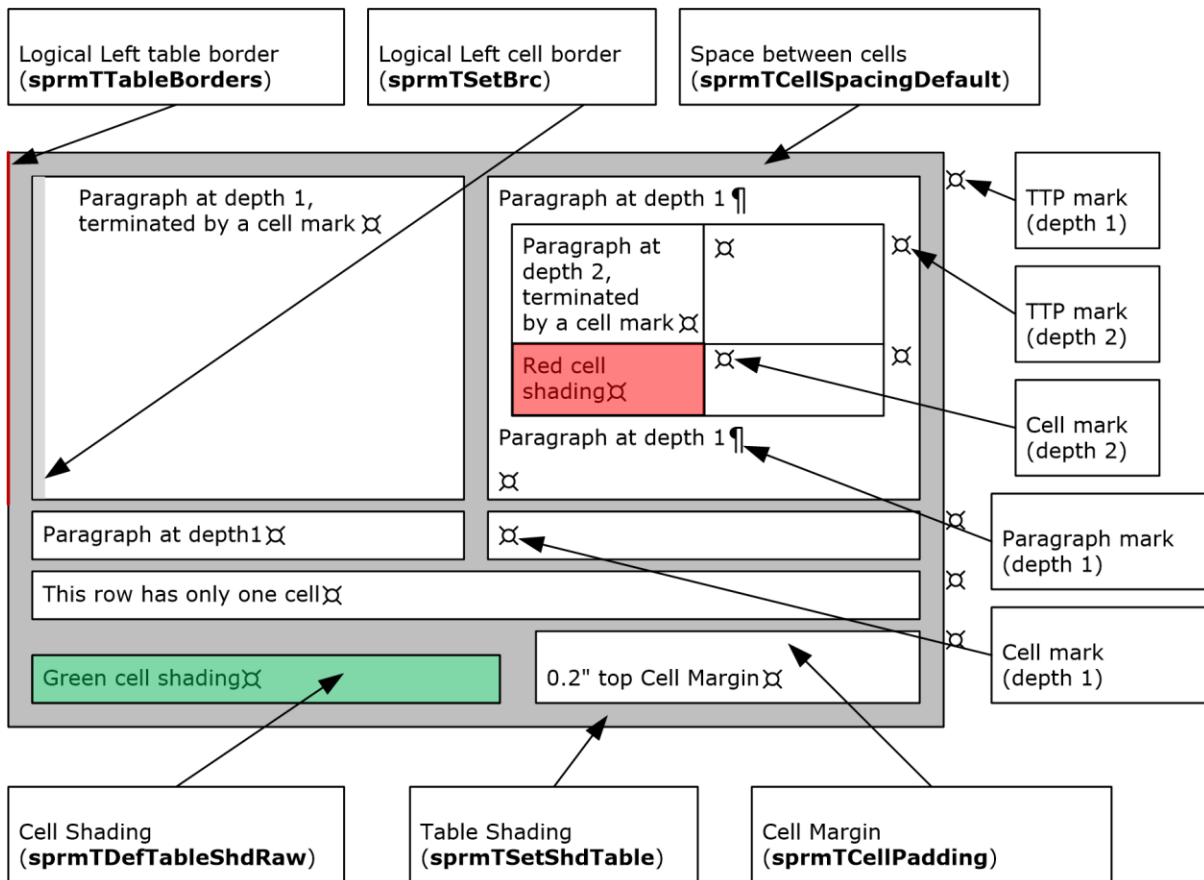 Logical Left table border
(sprmTTableBorders)
Logical Left cell border
(sprmTSetBrc)
Space between cells
(sprmTCellSpacingDefault)
Paragraph at depth 1,
terminated by a cell mark ¤
Paragraph at depth 1 ¶
Paragraph at
depth 2,
terminated
by a cell mark ¤
¤
¤
Red cell
shading¤
¤
¤
Paragraph at depth 1 ¶
¤
¤
TTP mark
(depth 1)
TTP mark
(depth 2)
Cell mark
(depth 2)
Paragraph at depth1¤
¤
¤
Paragraph mark
(depth 1)
This row has only one cell¤
¤
Green cell shading¤
0.2" top Cell Margin¤
¤
Cell mark
(depth 1)
Cell Shading
(sprmTDefTableShdRaw)
Table Shading
(sprmTSetShdTable)
Cell Margin
(sprmTCellPadding)